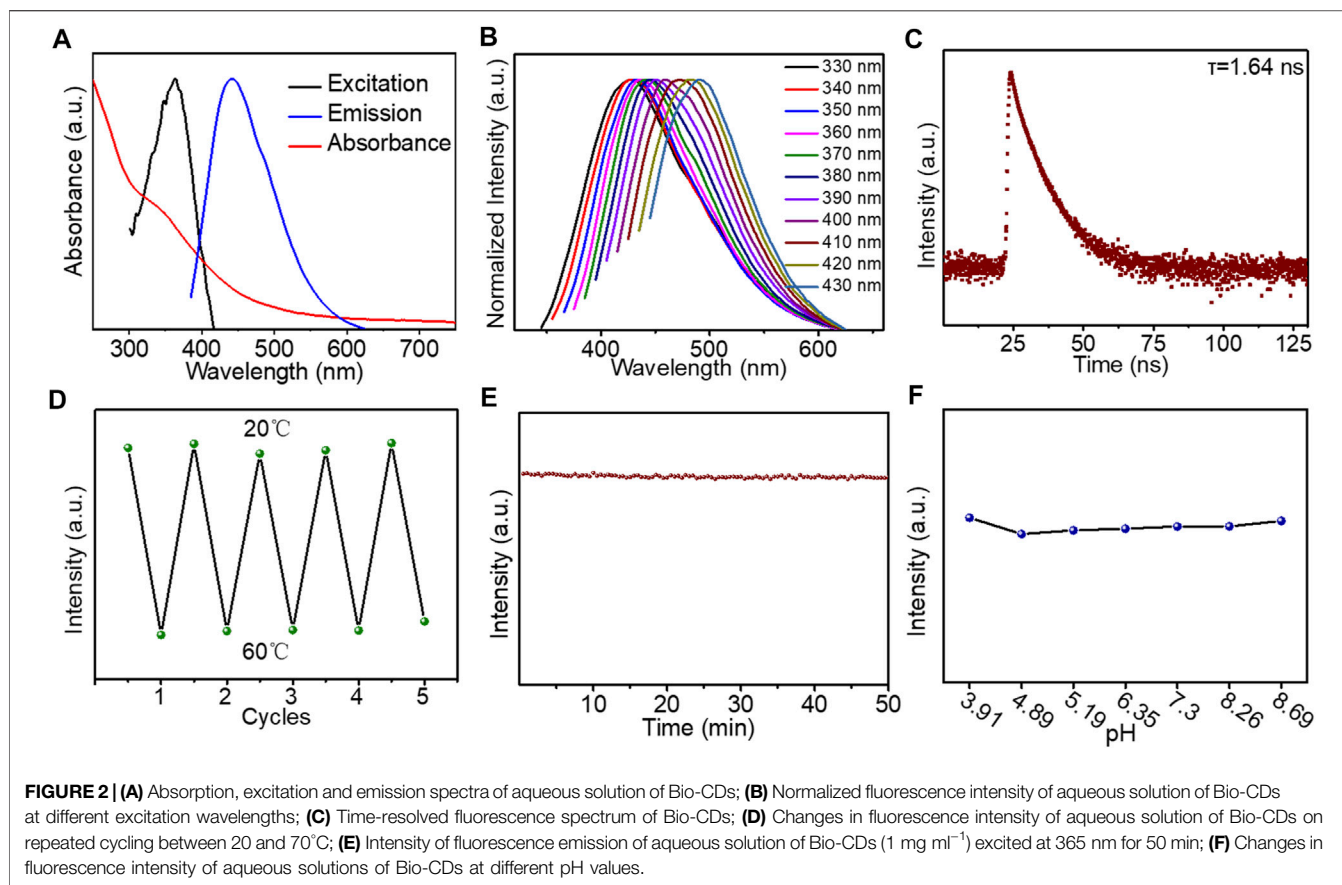 A
Excitation
Emission
Absorbance
Absorbance (a.u.)
300 400 500 600 700
Wavelength (nm)
B
330 nm
340 nm
350 nm
360 nm
370 nm
380 nm
390 nm
400 nm
410 nm
420 nm
430 nm
Normalized Intensity (a.u.)
400 500 600
Wavelength (nm)
C
τ=1.64 ns
Intensity (a.u.)
25 50 75 100 125
Time (ns)
D
20℃
60℃
Intensity (a.u.)
1 2 3 4 5
Cycles
E
Intensity (a.u.)
10 20 30 40 50
Time (min)
F
Intensity (a.u.)
3.91 4.89 5.19 6.35 7.3 8.26 8.69
pH
FIGURE 2 | (A) Absorption, excitation and emission spectra of aqueous solution of Bio-CDs; (B) Normalized fluorescence intensity of aqueous solution of Bio-CDs
at different excitation wavelengths; (C) Time-resolved fluorescence spectrum of Bio-CDs; (D) Changes in fluorescence intensity of aqueous solution of Bio-CDs on
repeated cycling between 20 and 70°C; (E) Intensity of fluorescence emission of aqueous solution of Bio-CDs (1 mg ml⁻¹) excited at 365 nm for 50 min; (F) Changes in
fluorescence intensity of aqueous solutions of Bio-CDs at different pH values.